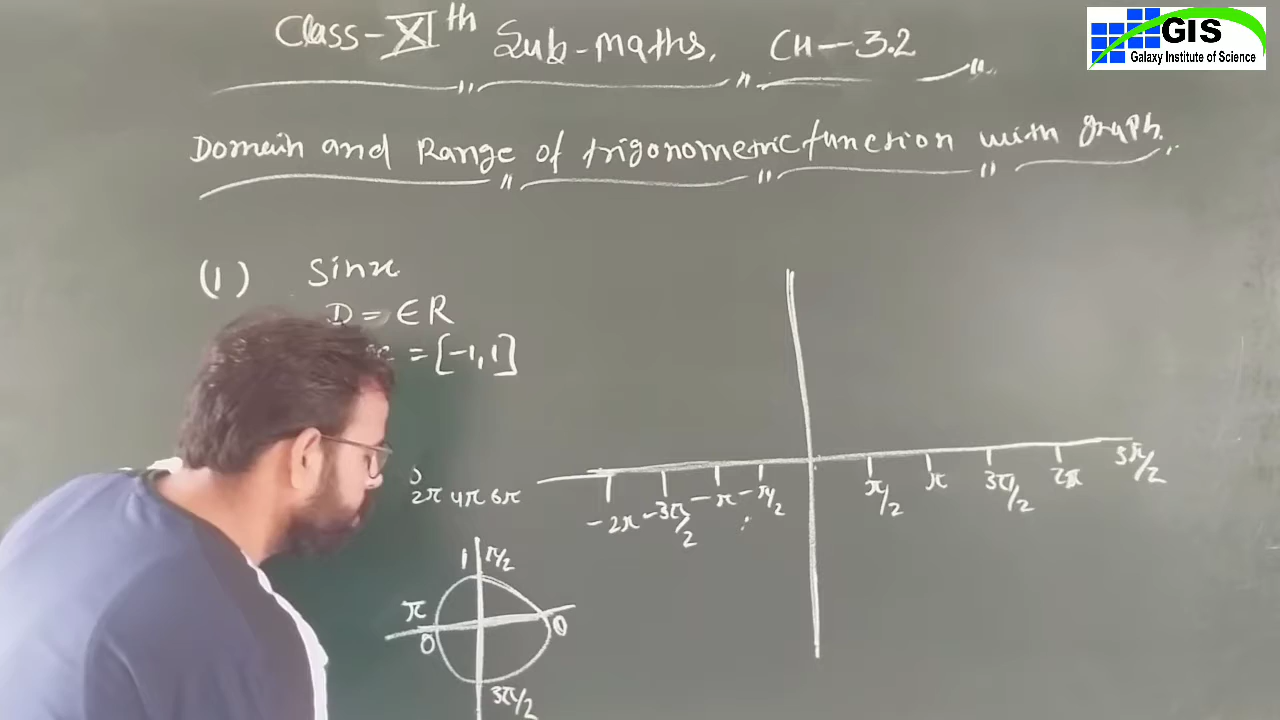 Class-XIth Sub-Maths. CH-3.2
GIS
Galaxy Institute of Science
Domain and Range of trigonometric function with graph.
(1) Sinx
D = ∈ R
= [-1,1]
0
2π 4π 6π
-2π -3π/2 -π -π/2 π/2 π 3π/2 2π 5π/2
1 π/2
π
0 0
3π/2